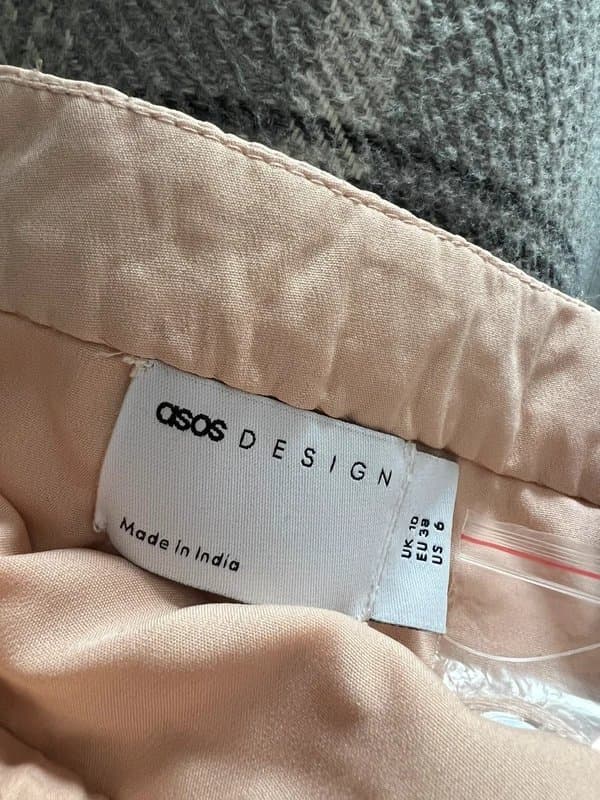 asos DESIGN
Made in India
UK 10
EU 38
US 6